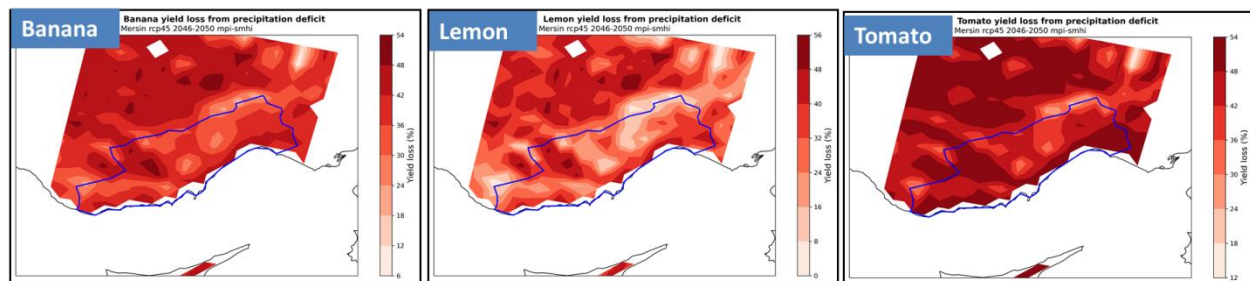 Banana
Banana yield loss from precipitation deficit
Mersin rcp45 2046-2050 mpi-smhi
54
48
42
36
30
24
18
12
6
Yield loss (%)
Lemon
Lemon yield loss from precipitation deficit
Mersin rcp45 2046-2050 mpi-smhi
56
48
40
32
24
16
8
0
Yield loss (%)
Tomato
Tomato yield loss from precipitation deficit
Mersin rcp45 2046-2050 mpi-smhi
54
48
42
36
30
24
18
12
Yield loss (%)